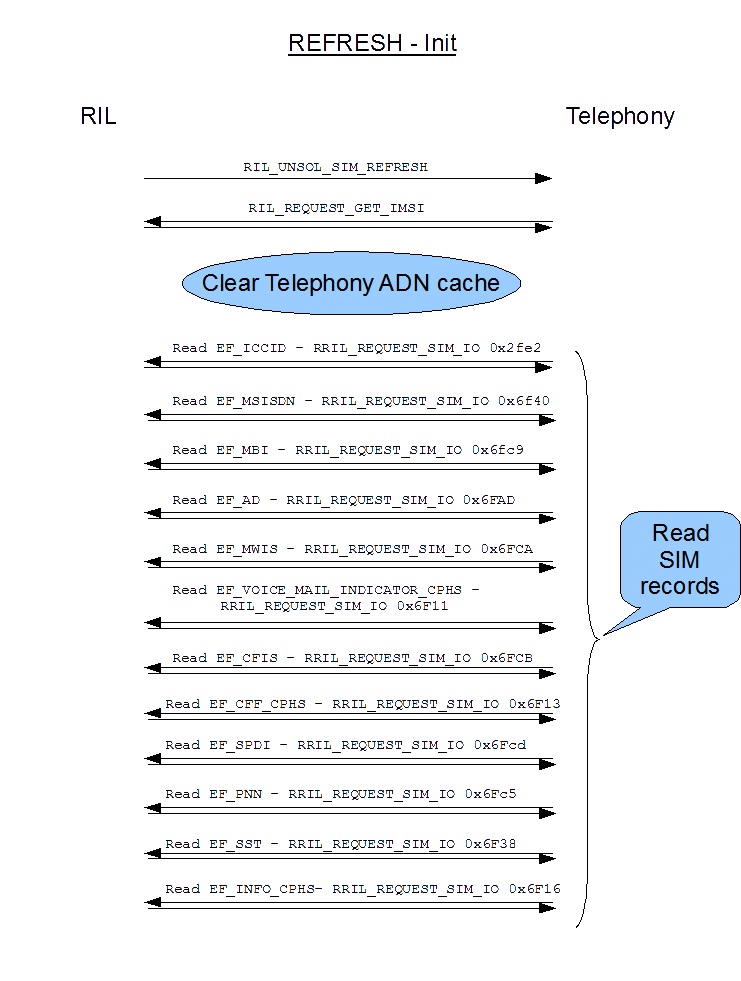 REFRESH - Init
RIL
Telephony
RIL_UNSOL_SIM_REFRESH
RIL_REQUEST_GET_IMSI
Clear Telephony ADN cache
Read EF_ICCID - RRIL_REQUEST_SIM_IO 0x2fe2
Read EF_MSISDN - RRIL_REQUEST_SIM_IO 0x6f40
Read EF_MBI - RRIL_REQUEST_SIM_IO 0x6fc9
Read EF_AD - RRIL_REQUEST_SIM_IO 0x6FAD
Read EF_MWIS - RRIL_REQUEST_SIM_IO 0x6FCA
Read EF_VOICE_MAIL_INDICATOR_CPHS -
RRIL_REQUEST_SIM_IO 0x6F11
Read EF_CFIS - RRIL_REQUEST_SIM_IO 0x6FCB
Read EF_CFF_CPHS - RRIL_REQUEST_SIM_IO 0x6F13
Read EF_SPDI - RRIL_REQUEST_SIM_IO 0x6Fcd
Read EF_PNN - RRIL_REQUEST_SIM_IO 0x6Fc5
Read EF_SST - RRIL_REQUEST_SIM_IO 0x6F38
Read EF_INFO_CPHS- RRIL_REQUEST_SIM_IO 0x6F16
Read
SIM
records